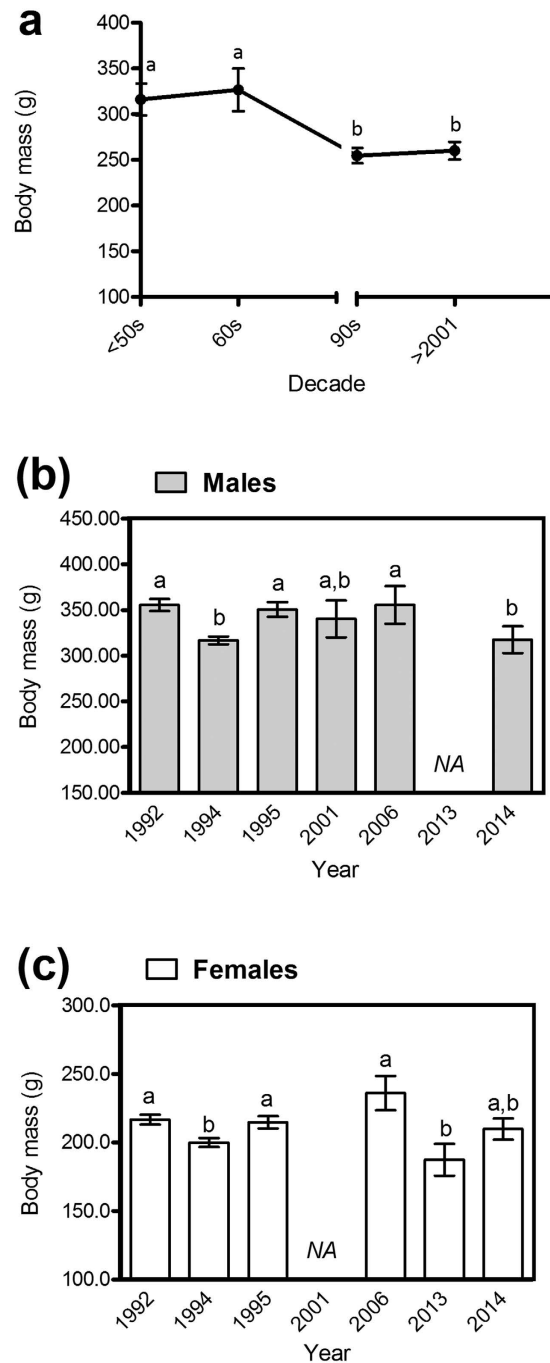 a
400
350
300
250
200
150
100
Body mass (g)
a a b b
<50s 60s 90s >2001
Decade
(b) Males
450.00
400.00
350.00
300.00
250.00
200.00
150.00
Body mass (g)
a b a a,b a NA b
1992 1994 1995 2001 2006 2013 2014
Year
(c) Females
300.0
250.0
200.0
150.0
100.0
Body mass (g)
a b a NA a b a,b
1992 1994 1995 2001 2006 2013 2014
Year